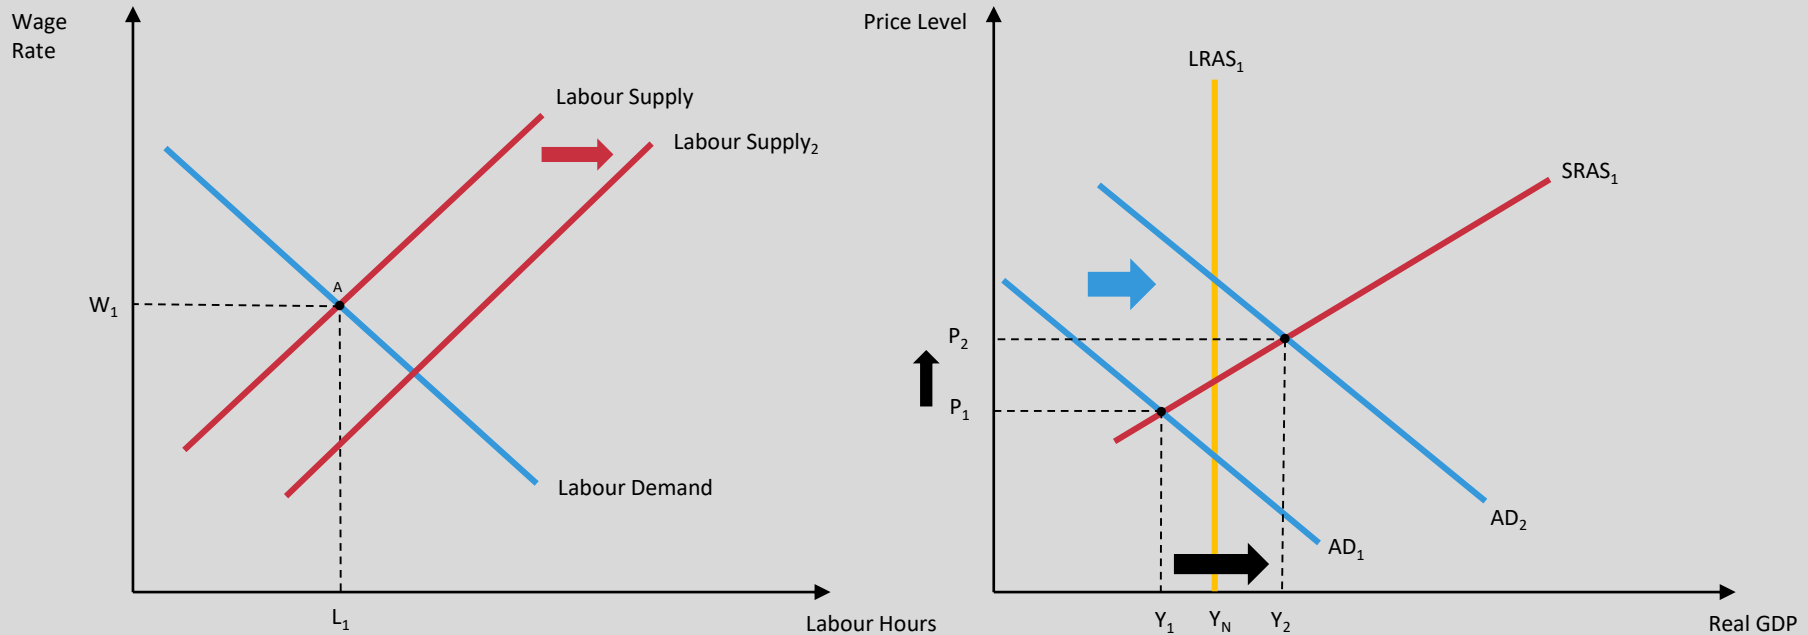 Wage
Rate
Labour Supply
Labour Supply₂
A
W₁
Labour Demand
L₁
Labour Hours
Price Level
LRAS₁
SRAS₁
P₂
P₁
AD₂
AD₁
Y₁
Y_N
Y₂
Real GDP